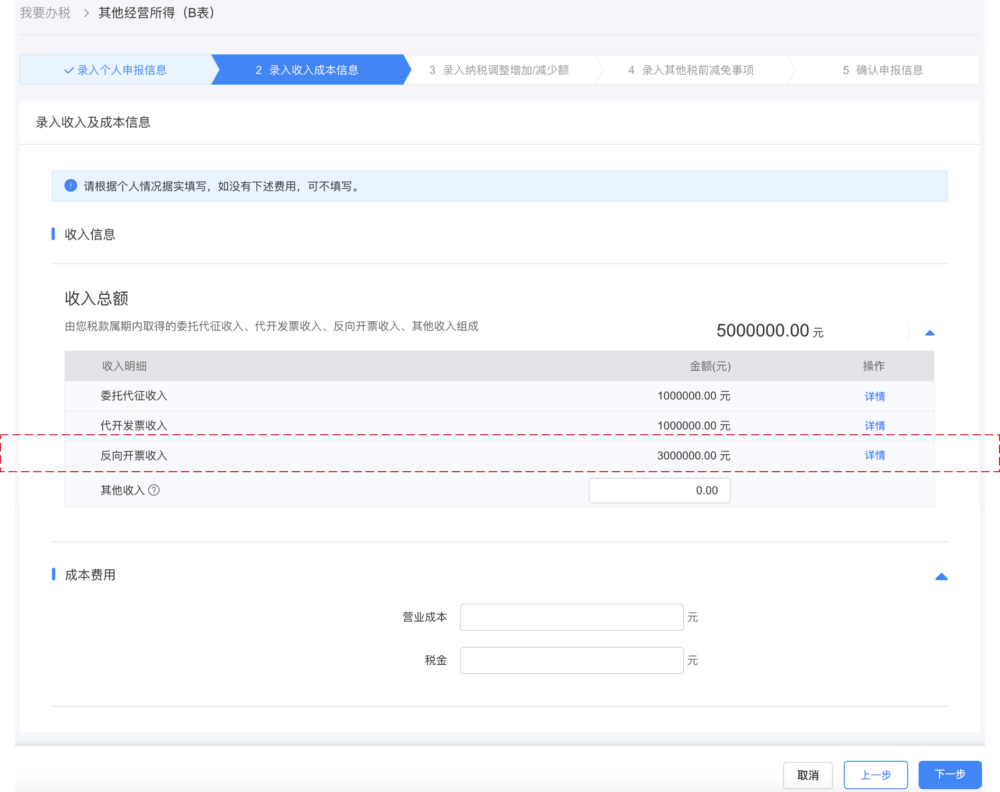 我要办税 > 其他经营所得（B表）
录入个人申报信息 2 录入收入成本信息 3 录入纳税调整增加/减少额 4 录入其他税前减免事项 5 确认申报信息
录入收入及成本信息
请根据个人情况据实填写，如没有下述费用，可不填写。
收入信息
收入总额
由您税款属期内取得的委托代征收入、代开发票收入、反向开票收入、其他收入组成 5000000.00 元
收入明细 金额(元) 操作
委托代征收入 1000000.00 元 详情
代开发票收入 1000000.00 元 详情
反向开票收入 3000000.00 元 详情
其他收入 ? 0.00
成本费用
营业成本 元
税金 元
取消 上一步 下一步